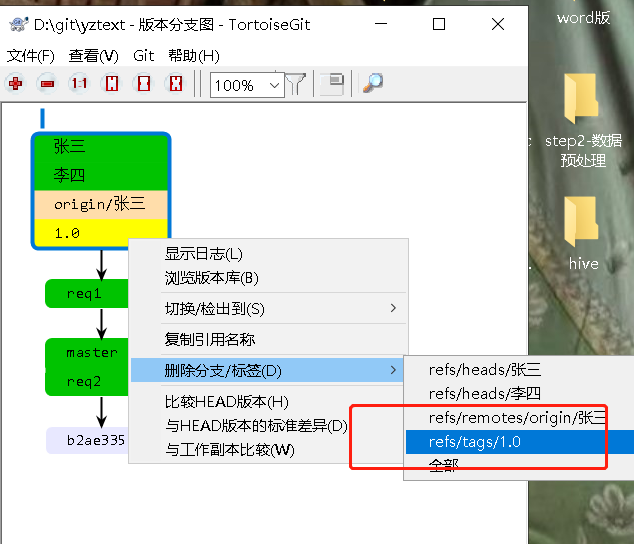 D:\git\yztext - 版本分支图 - TortoiseGit
文件(F) 查看(V) Git 帮助(H)
1:1
100%
张三
李四
origin/张三
1.0
req1
master
req2
b2ae335
显示日志(L)
浏览版本库(B)
切换/检出到(S)
复制引用名称
删除分支/标签(D)
比较HEAD版本(H)
与HEAD版本的标准差异(D)
与工作副本比较(W)
refs/heads/张三
refs/heads/李四
refs/remotes/origin/张三
refs/tags/1.0
全部
word版
step2-数据
预处理
hive